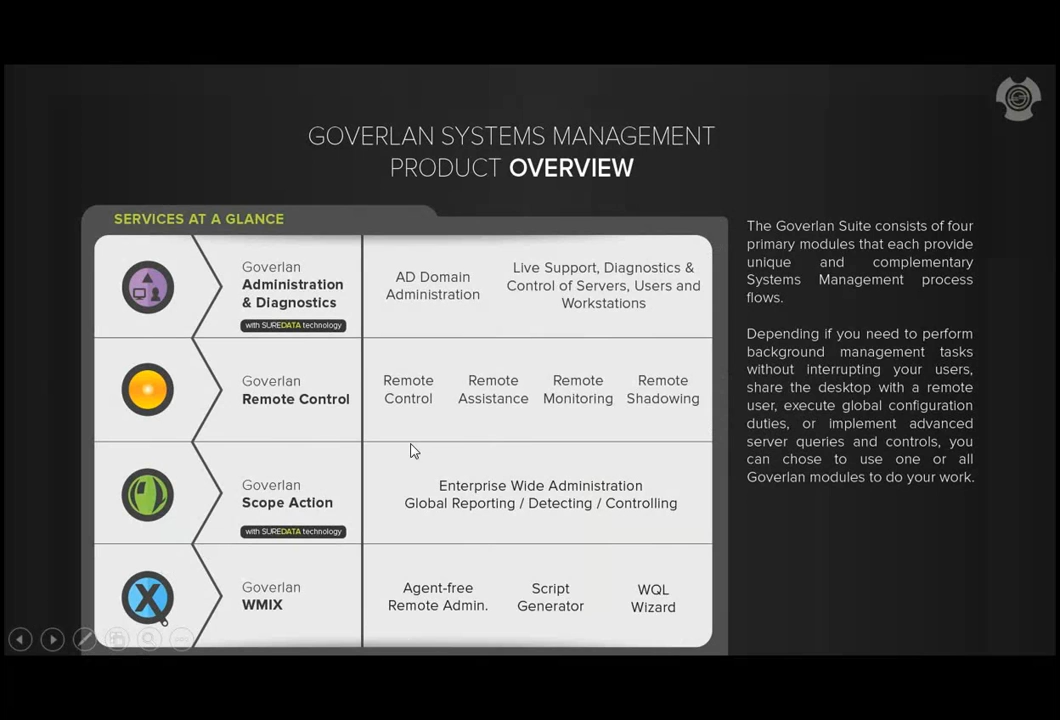 GOVERLAN SYSTEMS MANAGEMENT
PRODUCT OVERVIEW
SERVICES AT A GLANCE
Goverlan
Administration
& Diagnostics
with SUREDATA technology
AD Domain
Administration
Live Support, Diagnostics &
Control of Servers, Users and
Workstations
Goverlan
Remote Control
Remote
Control
Remote
Assistance
Remote
Monitoring
Remote
Shadowing
Goverlan
Scope Action
with SUREDATA technology
Enterprise Wide Administration
Global Reporting / Detecting / Controlling
Goverlan
WMIX
Agent-free
Remote Admin.
Script
Generator
WQL
Wizard
The Goverlan Suite consists of four
primary modules that each provide
unique and complementary
Systems Management process
flows.
Depending if you need to perform
background management tasks
without interrupting your users,
share the desktop with a remote
user, execute global configuration
duties, or implement advanced
server queries and controls, you
can chose to use one or all
Goverlan modules to do your work.